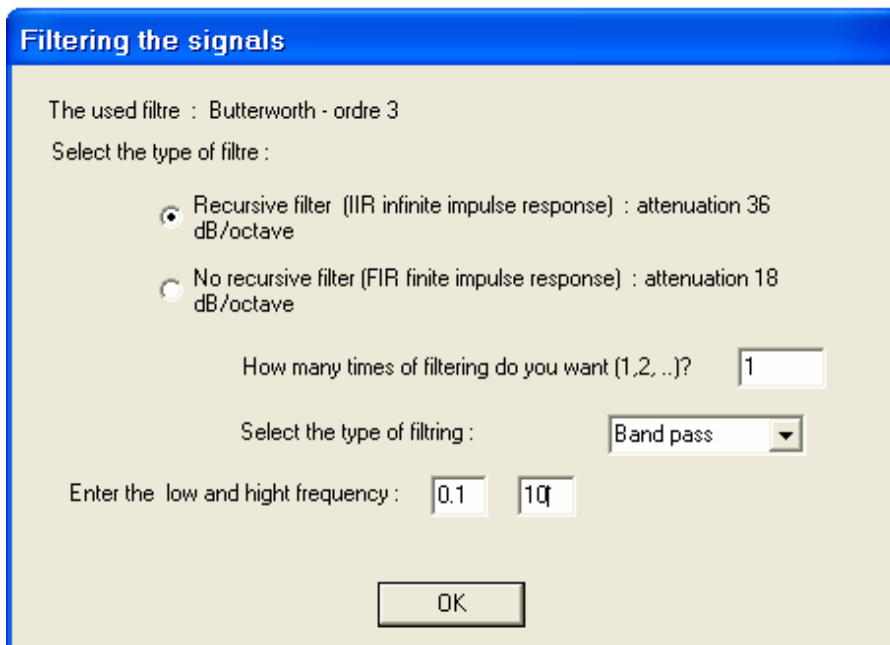 Filtering the signals
The used filtre : Butterworth - ordre 3
Select the type of filtre :
Recursive filter (IIR infinite impulse response) : attenuation 36
dB/octave
No recursive filter (FIR finite impulse response) : attenuation 18
dB/octave
How many times of filtering do you want (1,2, ..)? 1
Select the type of filtring : Band pass
Enter the low and hight frequency : 0.1 10
OK